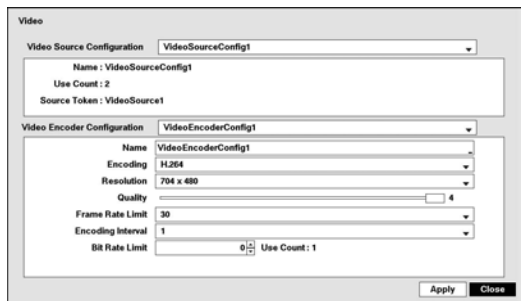 Video
Video Source Configuration VideoSourceConfig1
Name : VideoSourceConfig1
Use Count : 2
Source Token : VideoSource1
Video Encoder Configuration VideoEncoderConfig1
Name VideoEncoderConfig1
Encoding H.264
Resolution 704 x 480
Quality 4
Frame Rate Limit 30
Encoding Interval 1
Bit Rate Limit 0 Use Count : 1
Apply Close